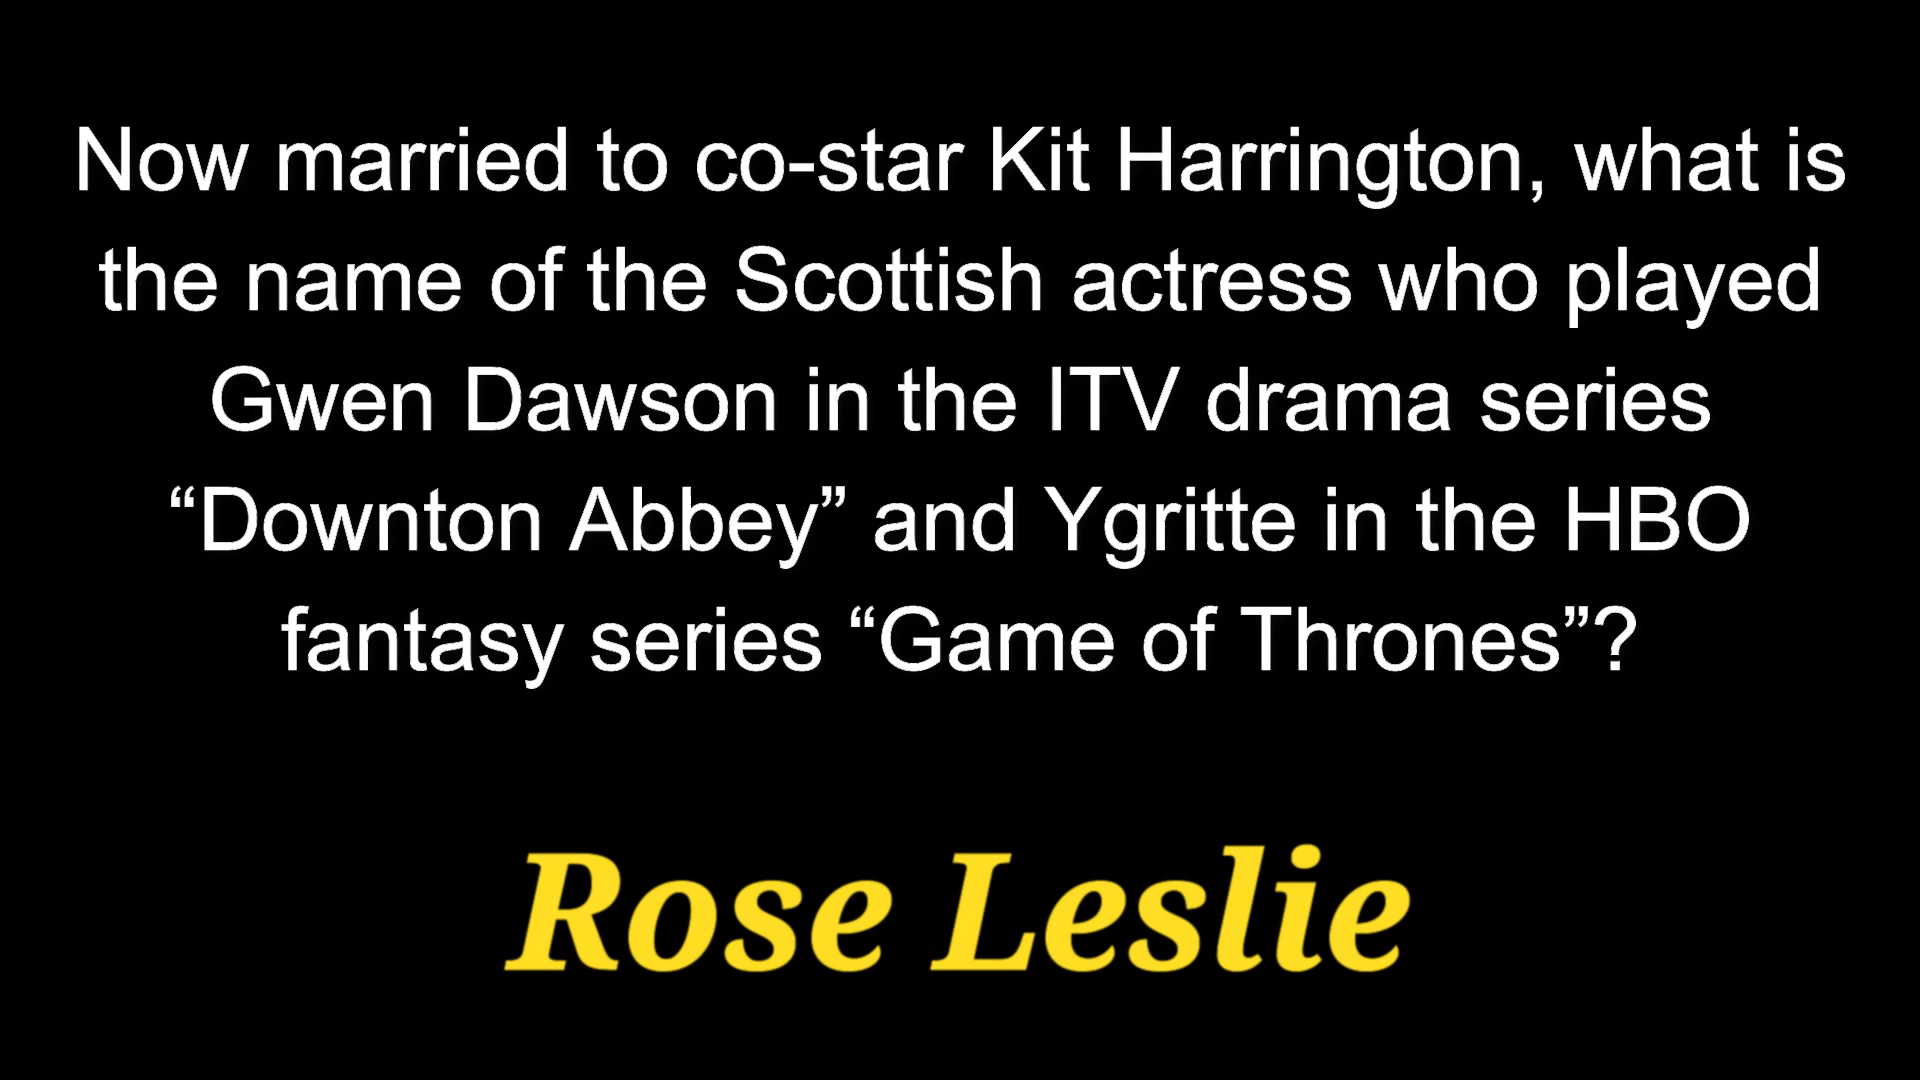 Now married to co-star Kit Harrington, what is
the name of the Scottish actress who played
Gwen Dawson in the ITV drama series
“Downton Abbey” and Ygritte in the HBO
fantasy series “Game of Thrones”?
Rose Leslie